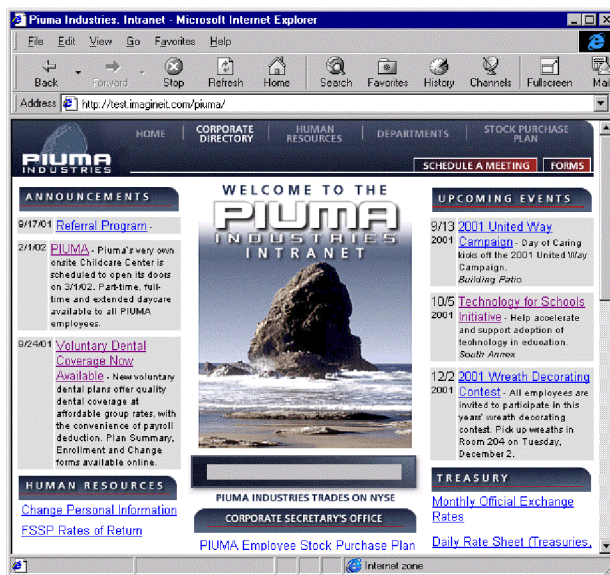 Piuma Industries. Intranet - Microsoft Internet Explorer
File Edit View Go Favorites Help
Back Forward Stop Refresh Home Search Favorites History Channels Fullscreen Mai
Address http://test.imagineit.com/piuma/
PIUMA
INDUSTRIES
HOME
CORPORATE
DIRECTORY
HUMAN
RESOURCES
DEPARTMENTS
STOCK PURCHASE
PLAN
SCHEDULE A MEETING
FORMS
ANNOUNCEMENTS
9/17/01 Referral Program -
2/1/02 PIUMA - Piuma's very own
onsite Childcare Center is
scheduled to open its doors
on 3/1/02. Part-time, full-
time and extended daycare
available to all PIUMA
employees.
9/24/01 Voluntary Dental
Coverage Now
Available - New voluntary
dental plans offer quality
dental coverage at
affordable group rates, with
the convenience of payroll
deduction. Plan Summary,
Enrollment and Change
forms available online.
HUMAN RESOURCES
Change Personal Information
FSSP Rates of Return
WELCOME TO THE
PIUMA
INDUSTRIES
INTRANET
PIUMA INDUSTRIES TRADES ON NYSE
CORPORATE SECRETARY'S OFFICE
PIUMA Employee Stock Purchase Plan
UPCOMING EVENTS
9/13 2001 United Way
2001 Campaign - Day of Caring
kicks off the 2001 United Way
Campaign.
Building Patio
10/5 Technology for Schools
2001 Initiative - Help accelerate
and support adoption of
technology in education.
South Annex
12/2 2001 Wreath Decorating
2001 Contest - All employees are
invited to participate in this
years' wreath decorating
contest. Pick up wreaths in
Room 204 on Tuesday,
December 2.
TREASURY
Monthly Official Exchange
Rates
Daily Rate Sheet (Treasuries,
Internet zone